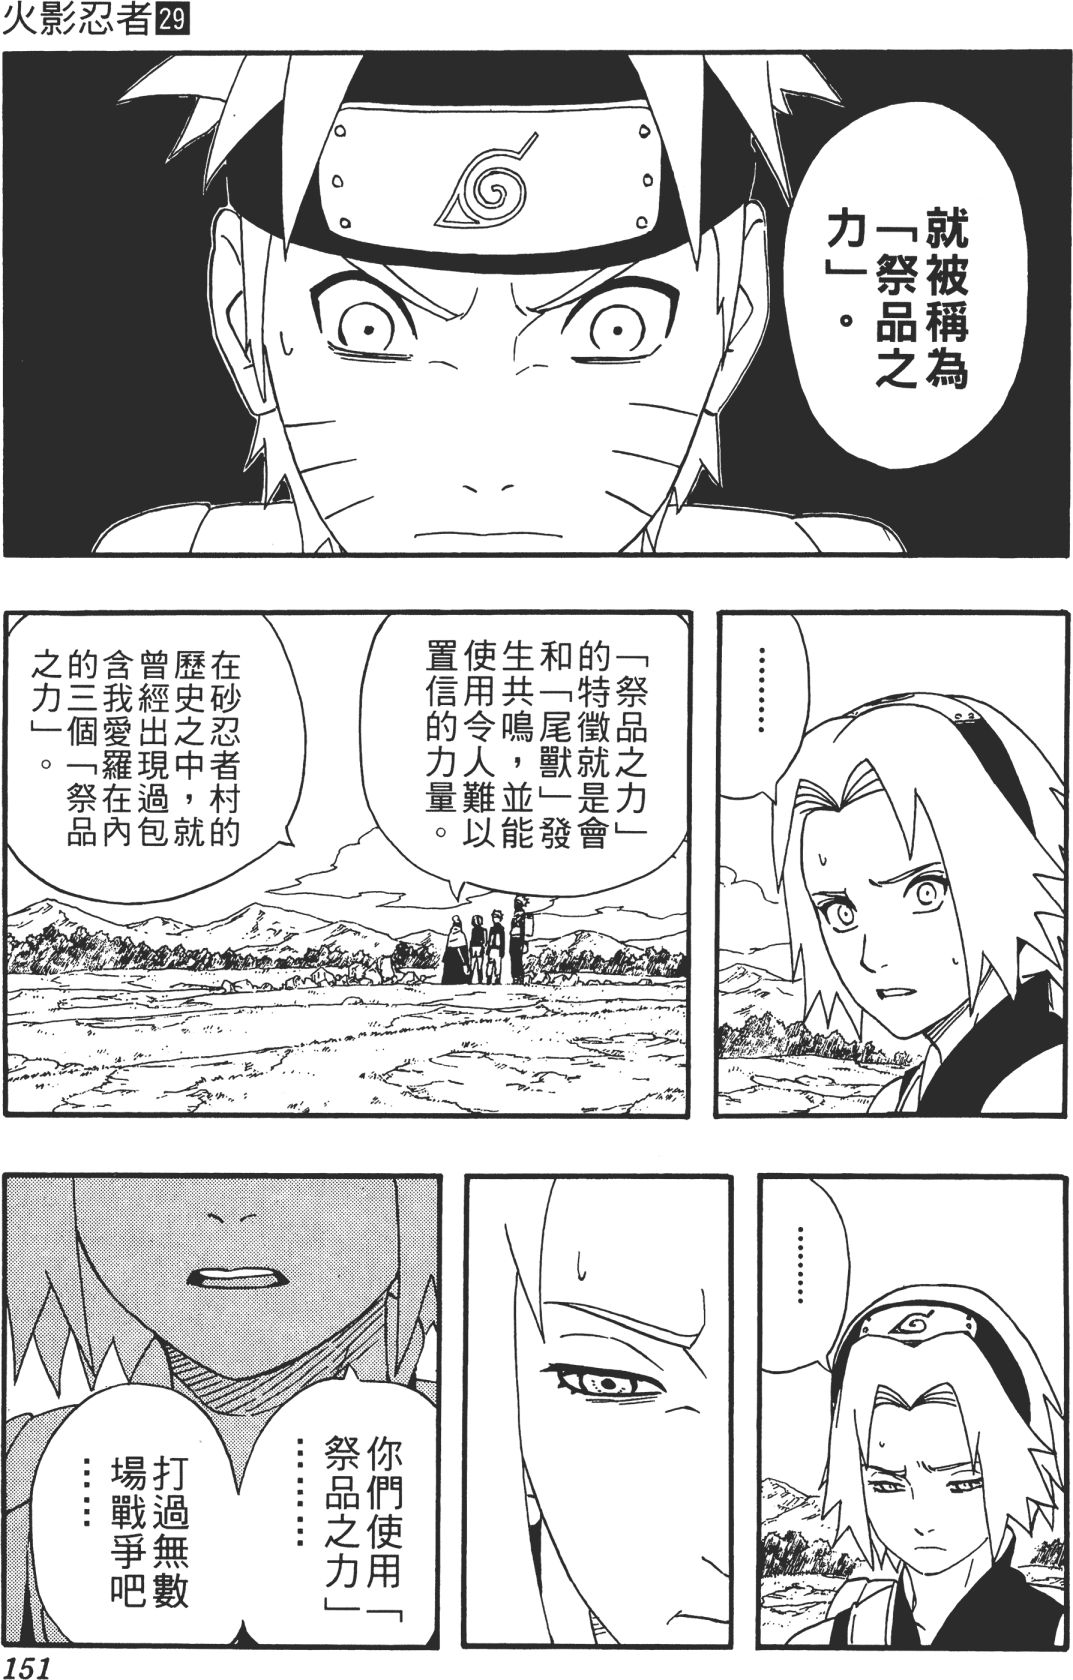 火影忍者29
就被稱為
「祭品之
力」。
………
「祭品之力」
的特徵就是會
和「尾獸」發
生共鳴，並能
使用令人難以
置信的力量。
在砂忍者村的
歷史之中，就
曾經出現過包
含我愛羅在內
的三個「祭品
之力」。
………
你們使用「
祭品之力」
………
打過無數
場戰爭吧
……
151